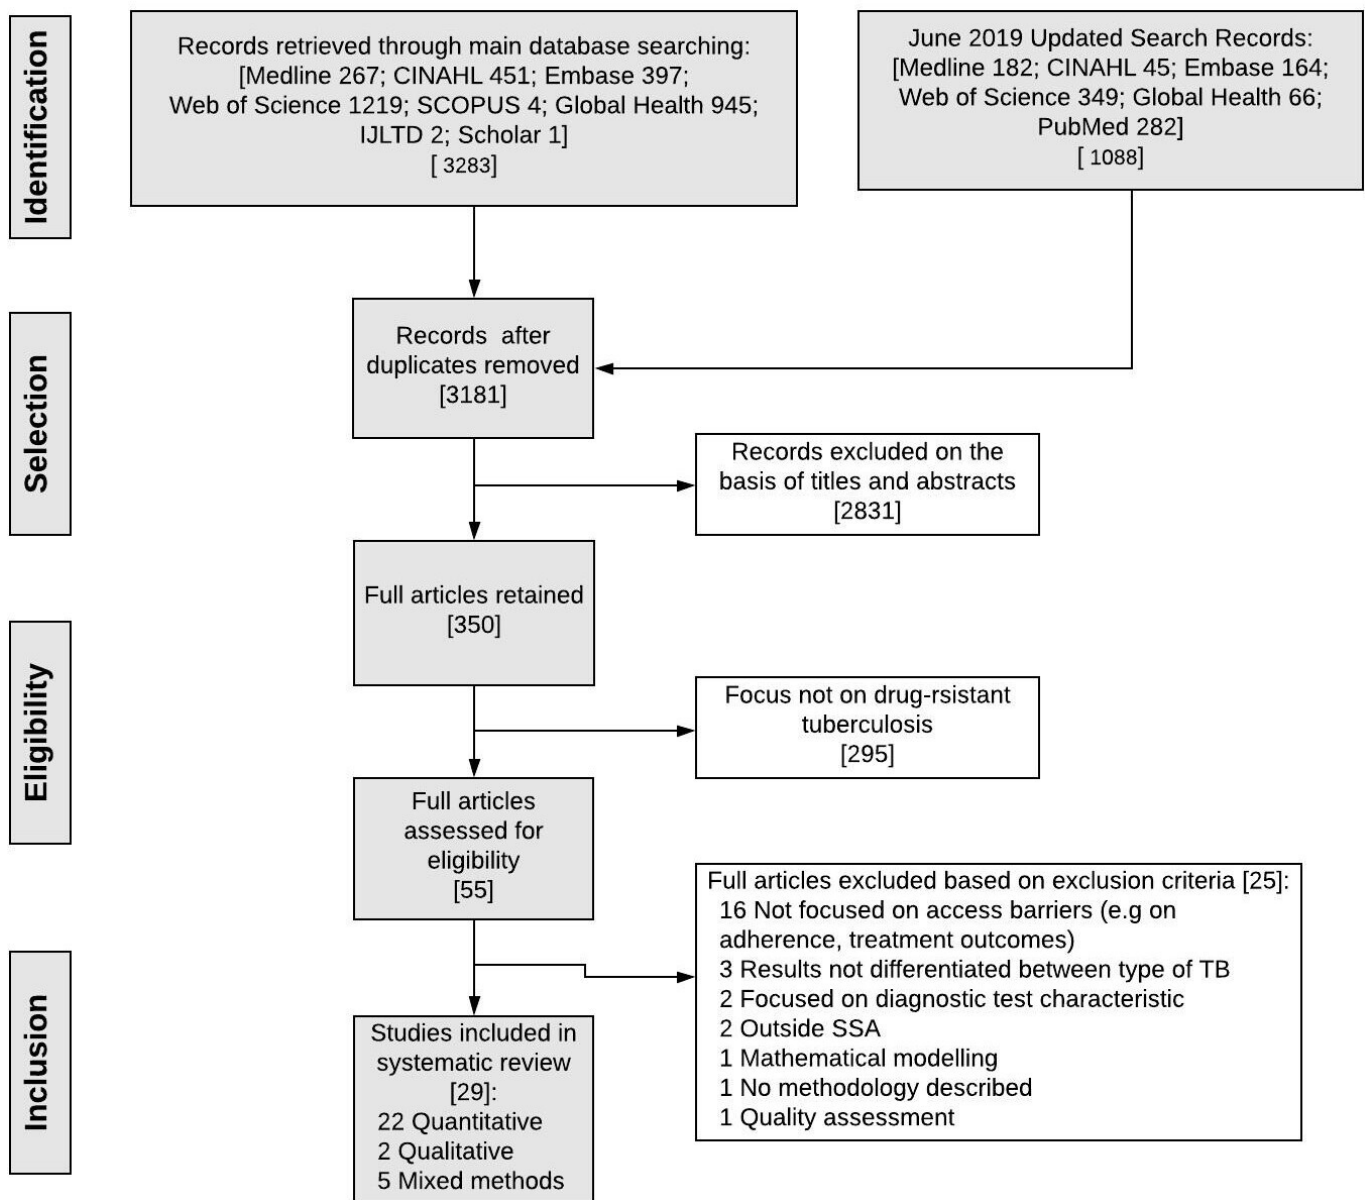 Identification
Records retrieved through main database searching:
[Medline 267; CINAHL 451; Embase 397;
Web of Science 1219; SCOPUS 4; Global Health 945;
IJLTD 2; Scholar 1]
[ 3283]
June 2019 Updated Search Records:
[Medline 182; CINAHL 45; Embase 164;
Web of Science 349; Global Health 66;
PubMed 282]
[ 1088]
Selection
Records after
duplicates removed
[3181]
Records excluded on the
basis of titles and abstracts
[2831]
Full articles retained
[350]
Eligibility
Focus not on drug-rsistant
tuberculosis
[295]
Full articles
assessed for
eligibility
[55]
Full articles excluded based on exclusion criteria [25]:
16 Not focused on access barriers (e.g on
adherence, treatment outcomes)
3 Results not differentiated between type of TB
2 Focused on diagnostic test characteristic
2 Outside SSA
1 Mathematical modelling
1 No methodology described
1 Quality assessment
Inclusion
Studies included in
systematic review
[29]:
22 Quantitative
2 Qualitative
5 Mixed methods